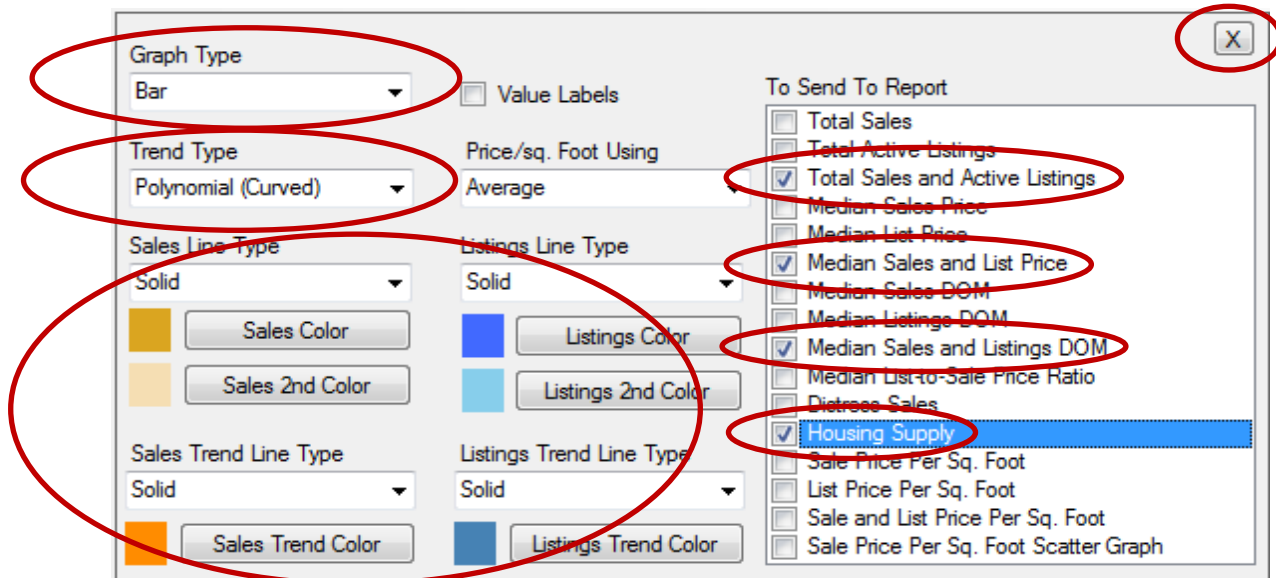 X
Graph Type
Bar
Value Labels
Trend Type
Polynomial (Curved)
Price/sq. Foot Using
Average
Sales Line Type
Solid
Listings Line Type
Solid
Sales Color
Listings Color
Sales 2nd Color
Listings 2nd Color
Sales Trend Line Type
Solid
Listings Trend Line Type
Solid
Sales Trend Color
Listings Trend Color
To Send To Report
Total Sales
Total Active Listings
Total Sales and Active Listings
Median Sales Price
Median List Price
Median Sales and List Price
Median Sales DOM
Median Listings DOM
Median Sales and Listings DOM
Median List-to-Sale Price Ratio
Distress Sales
Housing Supply
Sale Price Per Sq. Foot
List Price Per Sq. Foot
Sale and List Price Per Sq. Foot
Sale Price Per Sq. Foot Scatter Graph